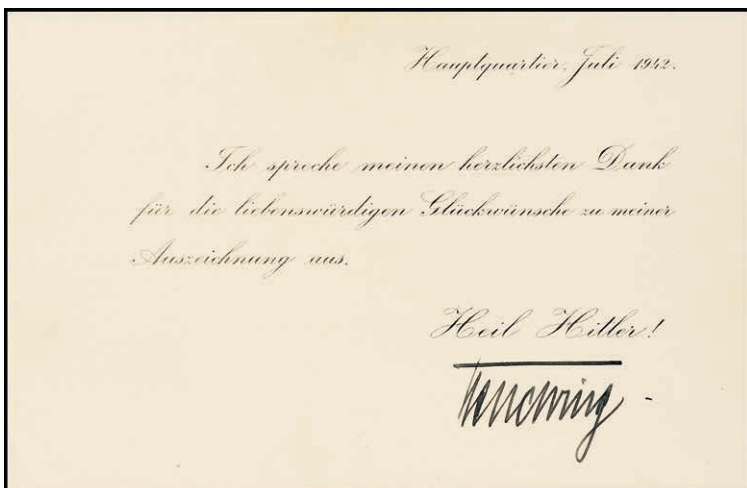 Hauptquartier, Juli 1942.
Ich spreche meinen herzlichsten Dank
für die liebenswürdigen Glückwünsche zu meiner
Auszeichnung aus.
Heil Hitler!